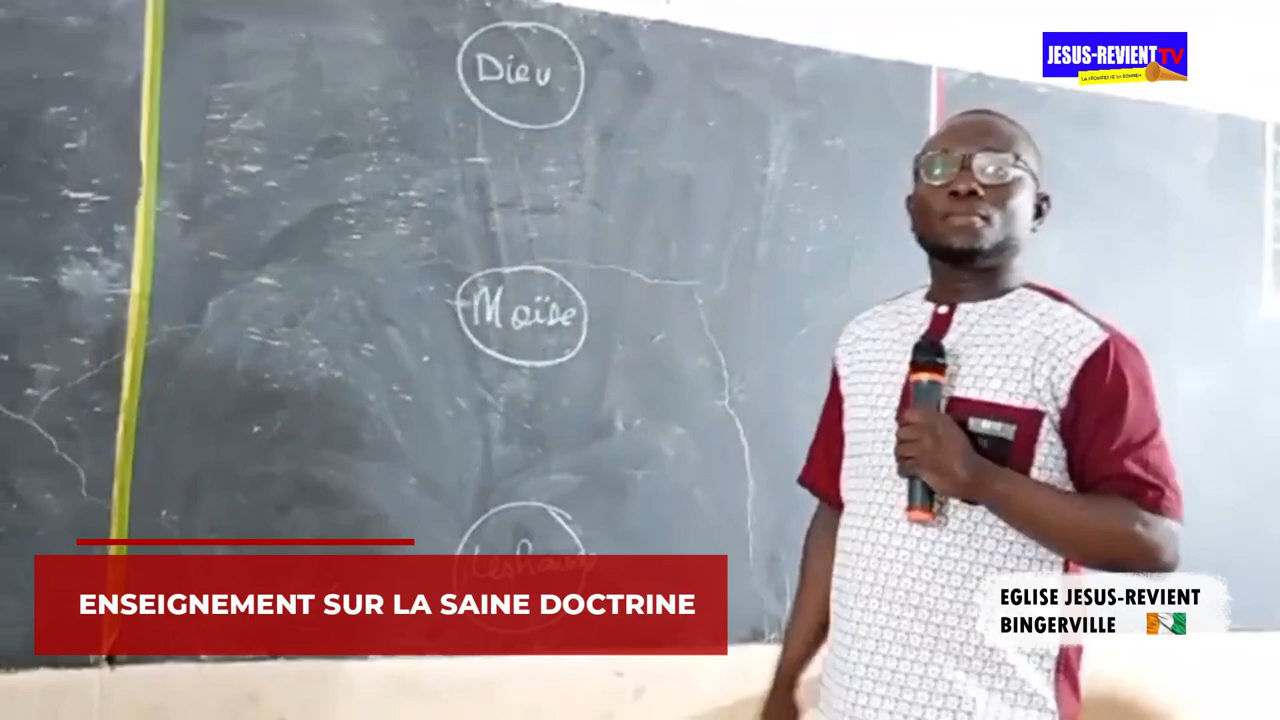 Dieu
JESUS-REVIENT TV
Moïse
ENSEIGNEMENT SUR LA SAINE DOCTRINE
EGLISE JESUS-REVIENT
BINGERVILLE